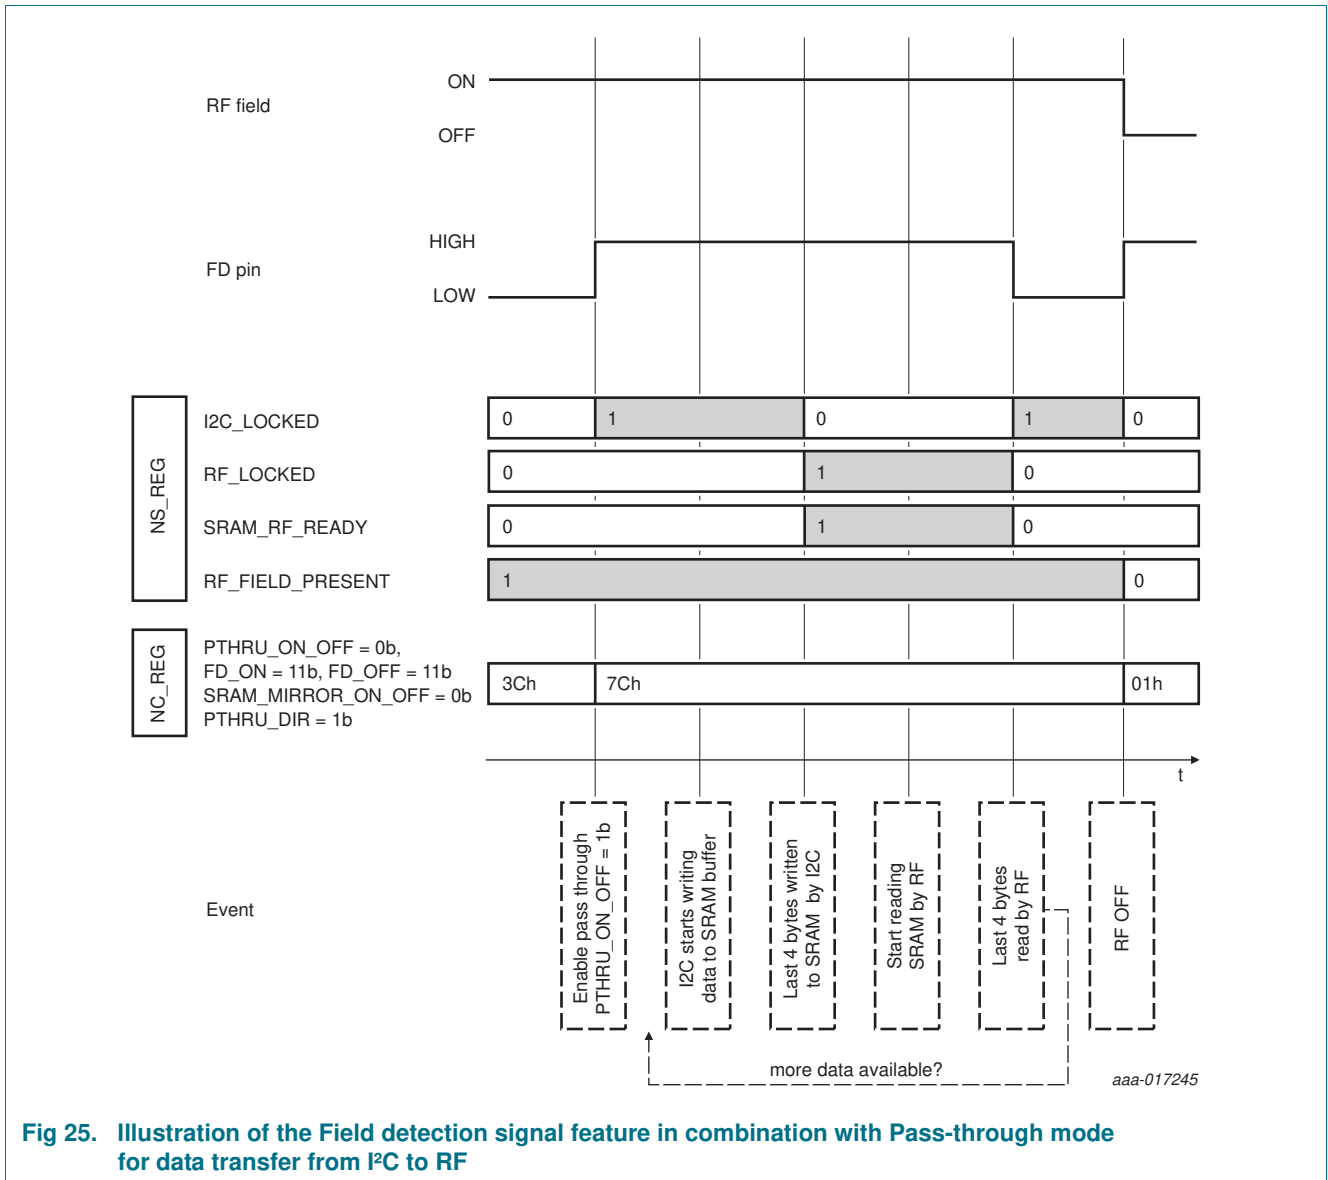 ON
RF field
OFF
HIGH
FD pin
LOW
NS_REG
I2C_LOCKED 0 1 0 1 0
RF_LOCKED 0 1 0
SRAM_RF_READY 0 1 0
RF_FIELD_PRESENT 1 0
NC_REG
PTHRU_ON_OFF = 0b,
FD_ON = 11b, FD_OFF = 11b
SRAM_MIRROR_ON_OFF = 0b
PTHRU_DIR = 1b
3Ch 7Ch 01h
t
Event
Enable pass through
PTHRU_ON_OFF = 1b
I2C starts writing
data to SRAM buffer
Last 4 bytes written
to SRAM by I2C
Start reading
SRAM by RF
Last 4 bytes
read by RF
RF OFF
more data available?
aaa-017245
Fig 25. Illustration of the Field detection signal feature in combination with Pass-through mode
for data transfer from I²C to RF